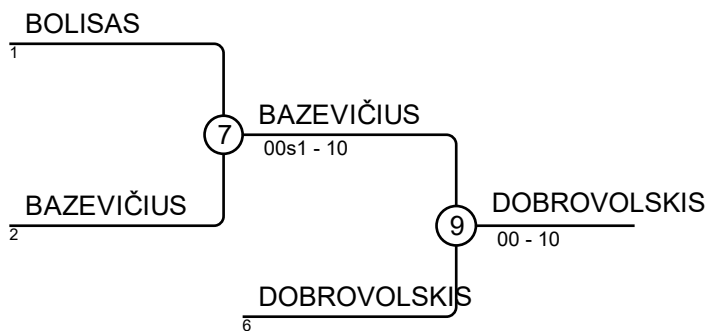 BOLISAS
1
7
BAZEVIČIUS
00s1 - 10
BAZEVIČIUS
2
9
DOBROVOLSKIS
00 - 10
DOBROVOLSKIS
6